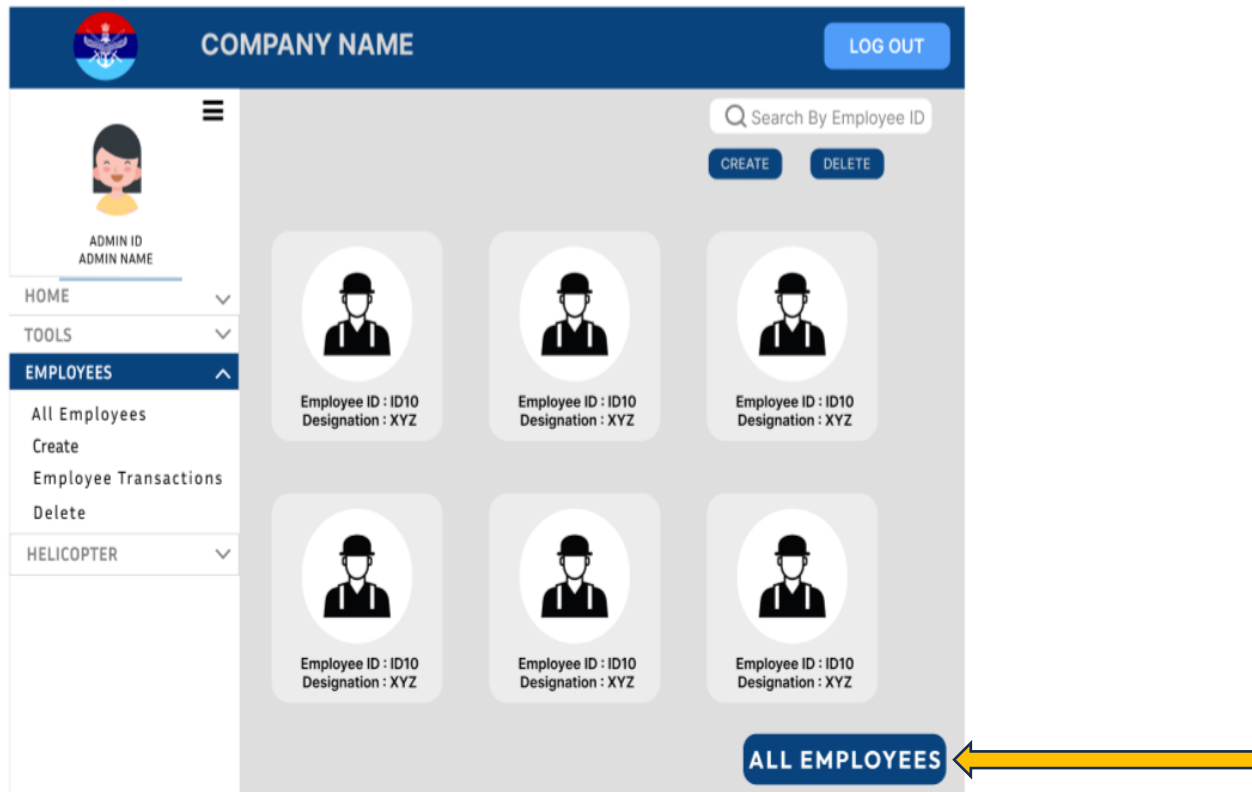 COMPANY NAME
LOG OUT
Search By Employee ID
CREATE
DELETE
ADMIN ID
ADMIN NAME
HOME
TOOLS
EMPLOYEES
All Employees
Create
Employee Transactions
Delete
HELICOPTER
Employee ID : ID10
Designation : XYZ
Employee ID : ID10
Designation : XYZ
Employee ID : ID10
Designation : XYZ
Employee ID : ID10
Designation : XYZ
Employee ID : ID10
Designation : XYZ
Employee ID : ID10
Designation : XYZ
ALL EMPLOYEES